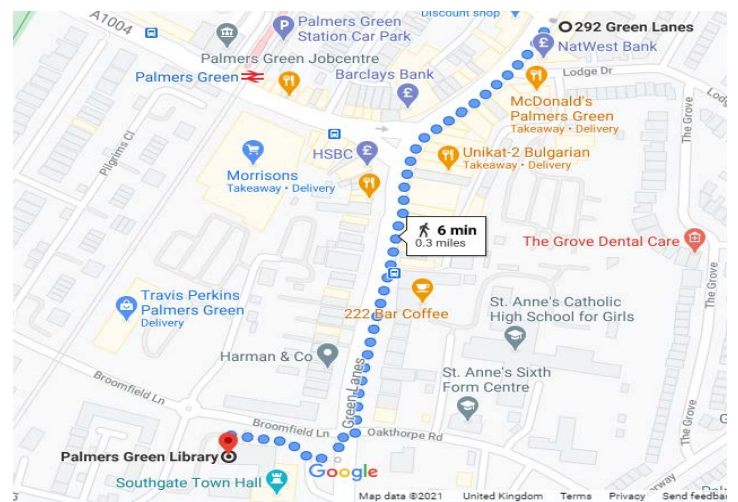 Discount shop
292 Green Lanes
A1004
Palmers Green
Station Car Park
NatWest Bank
Palmers Green Jobcentre
Lodge Dr
Palmers Green
Barclays Bank
McDonald's
Palmers Green
Takeaway • Delivery
The Grove
Pilgrims Cl
HSBC
Unikat-2 Bulgarian
Takeaway • Delivery
Morrisons
Takeaway • Delivery
6 min
0.3 miles
The Grove Dental Care
The Grove
Travis Perkins
Palmers Green
Delivery
222 Bar Coffee
St. Anne's Catholic
High School for Girls
Harman & Co
St. Anne's Sixth
Form Centre
Green Lanes
Broomfield Ln
Broomfield Ln
Oakthorpe Rd
Palmers Green Library
Google
Southgate Town Hall
Map data ©2021 United Kingdom Terms Privacy Send feedba